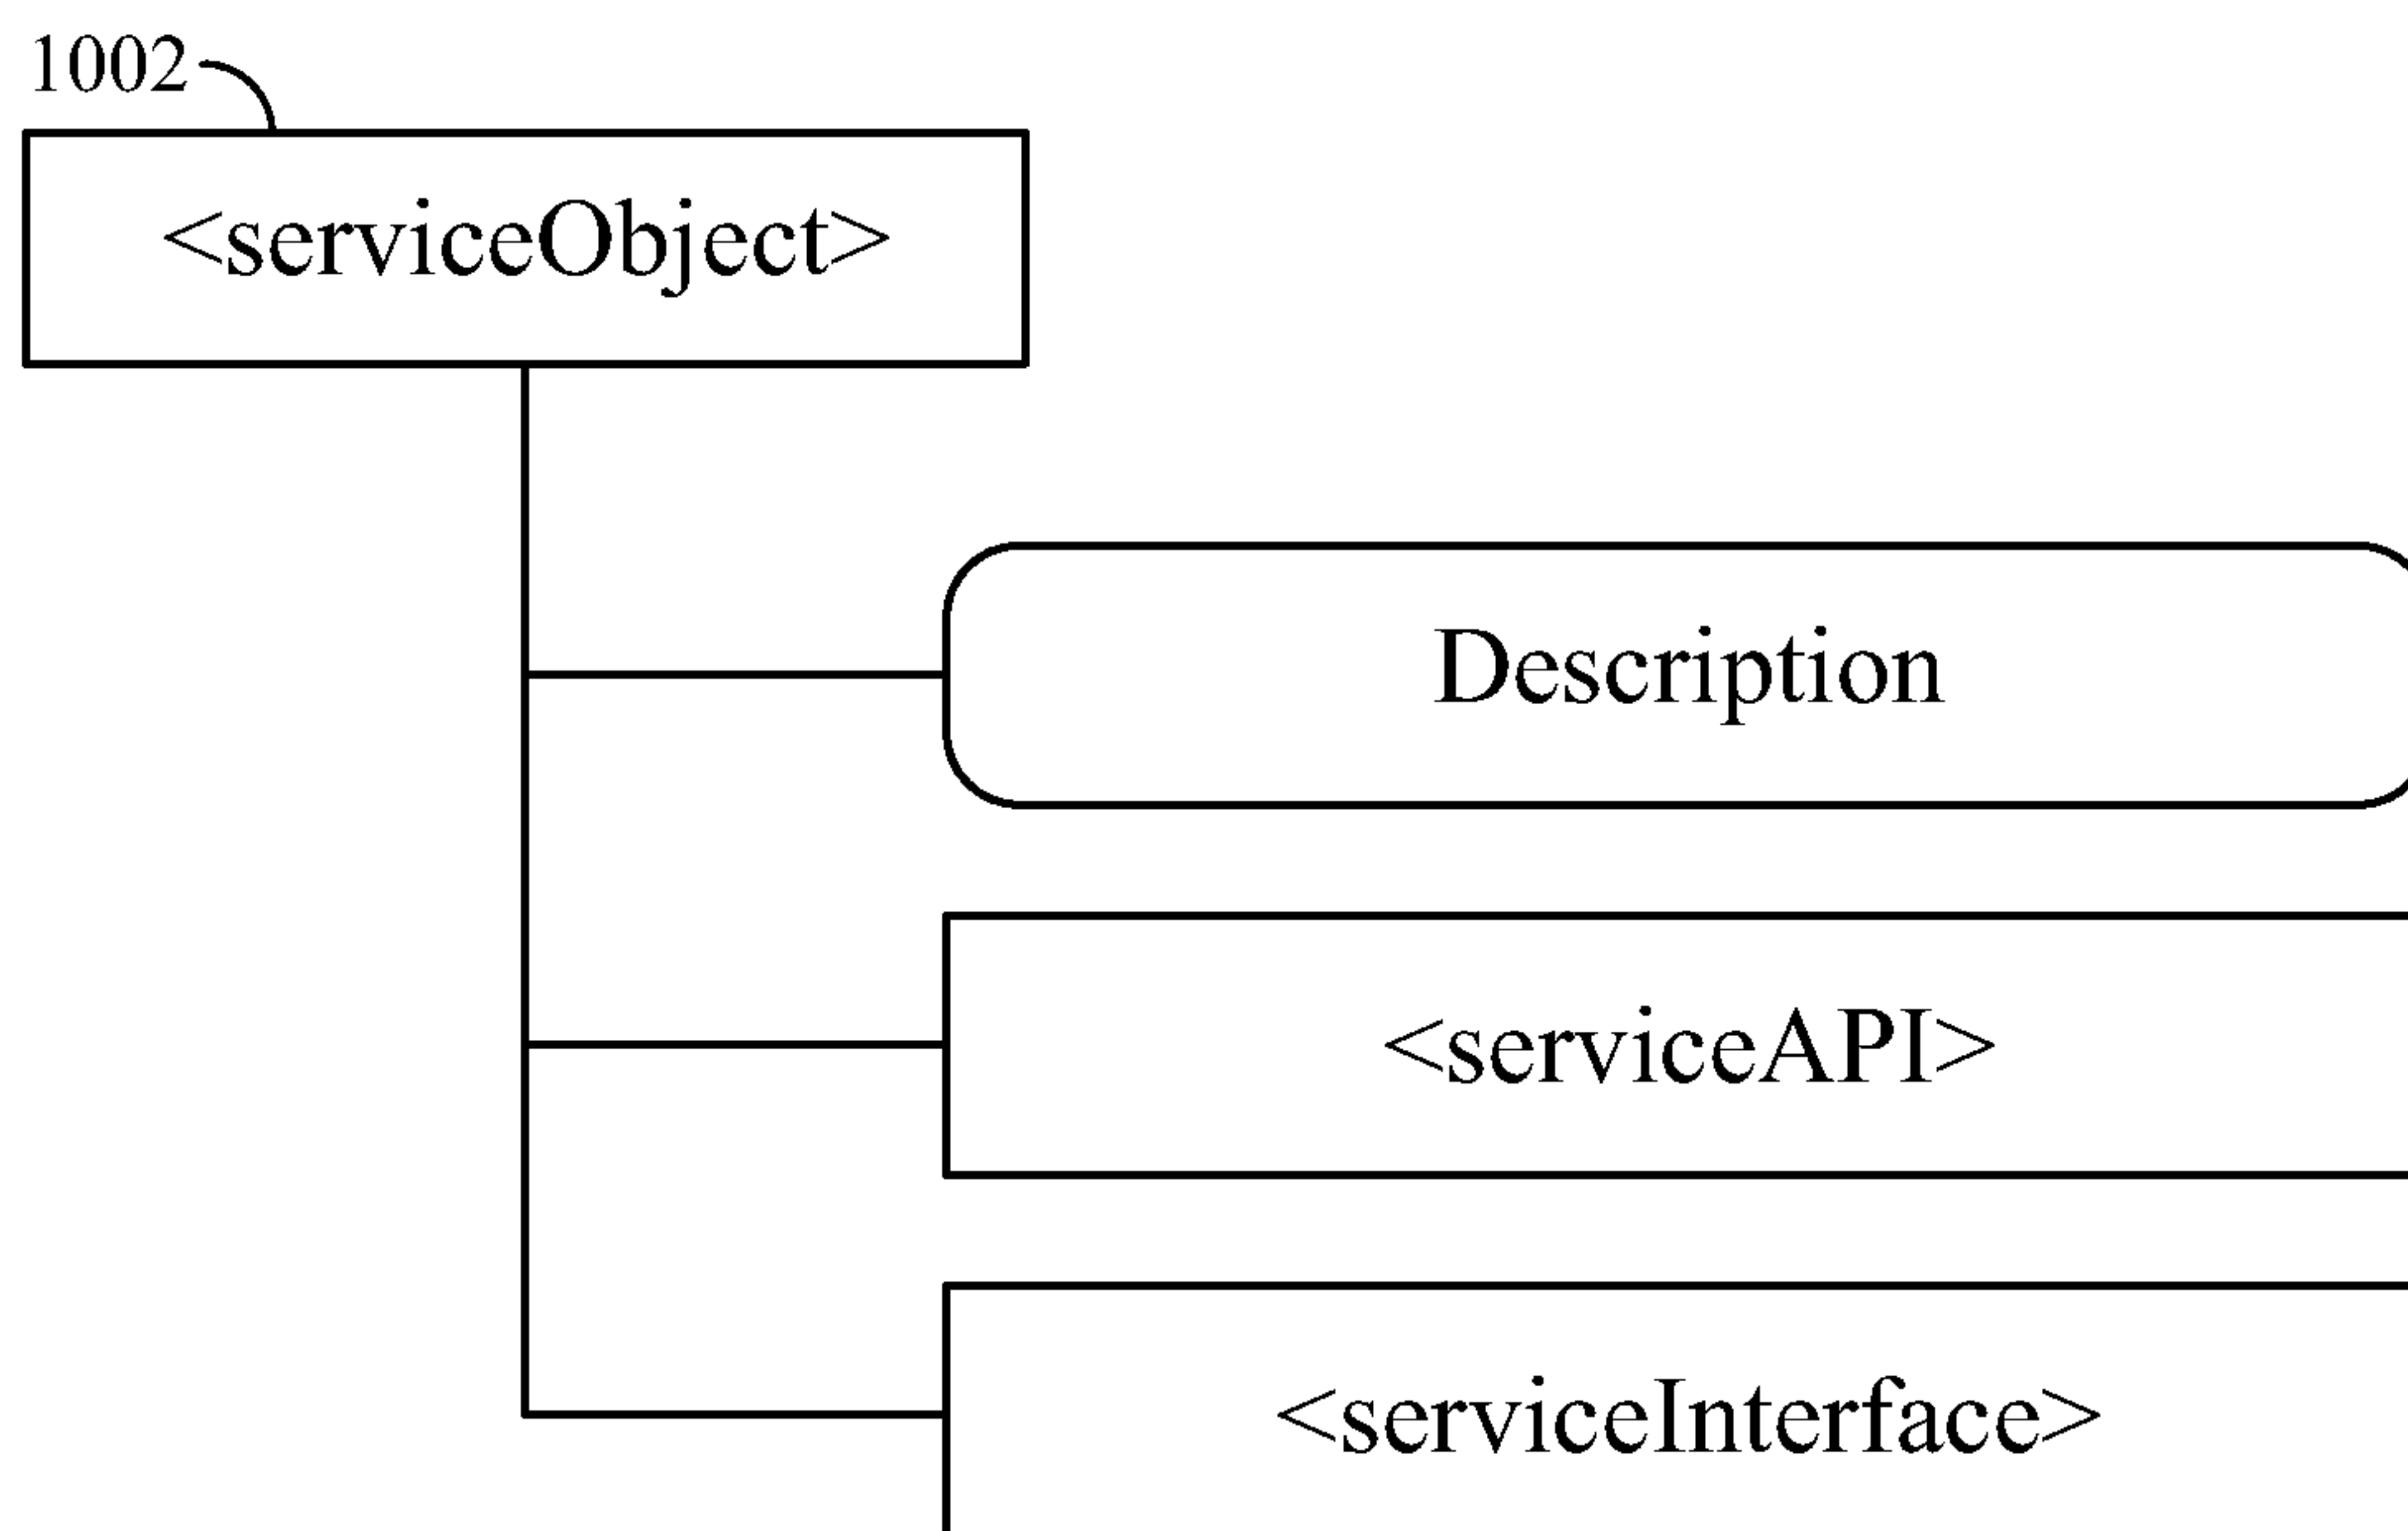 1002
<serviceObject>
Description
<serviceAPI>
<serviceInterface>